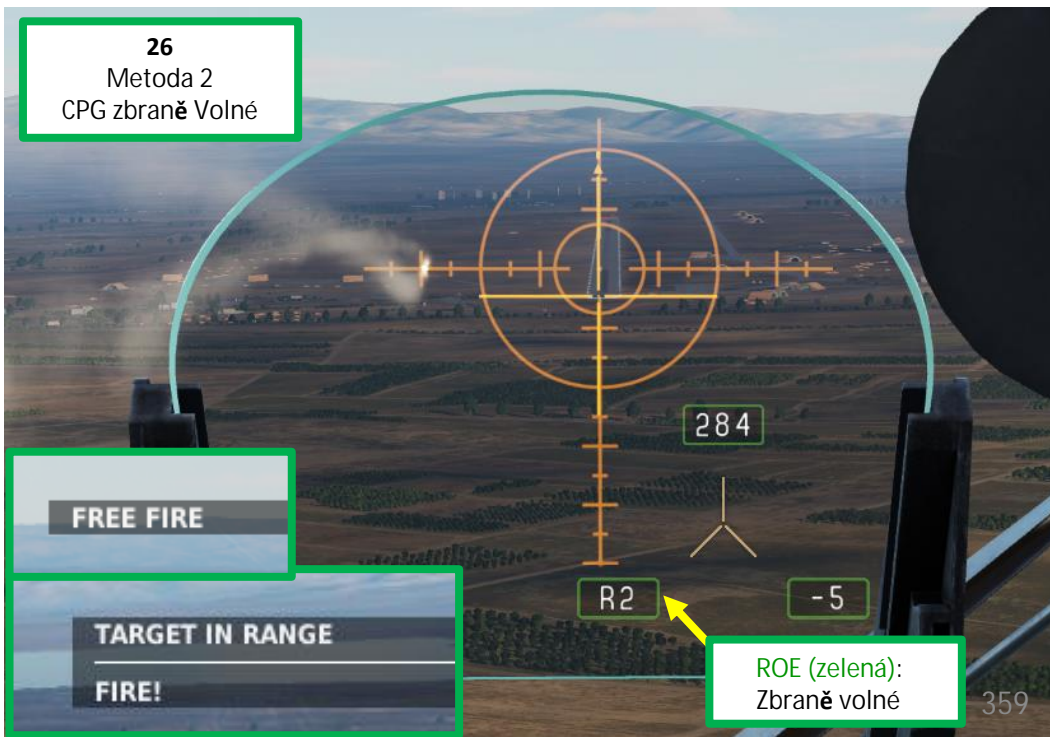 26
Metoda 2
CPG zbraně Volné
284
FREE FIRE
R2
-5
TARGET IN RANGE
FIRE!
ROE (zelená):
Zbraně volné
359